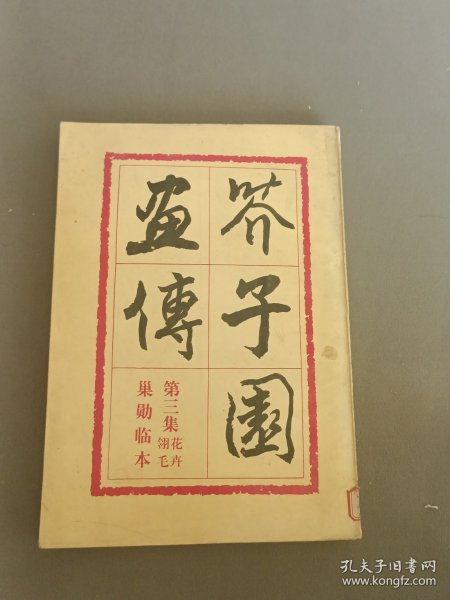 芥子園
畫傳
第三集 花卉 翎毛
巢勋临本
孔夫子旧书网
www.kongfz.com